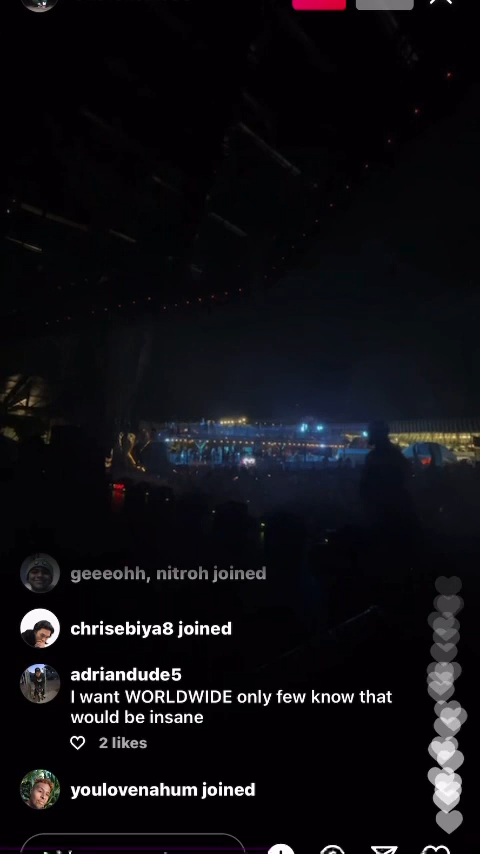 geeeohh, nitroh joined
chrisebiya8 joined
adriandude5
I want WORLDWIDE only few know that
would be insane
2 likes
youlovenahum joined